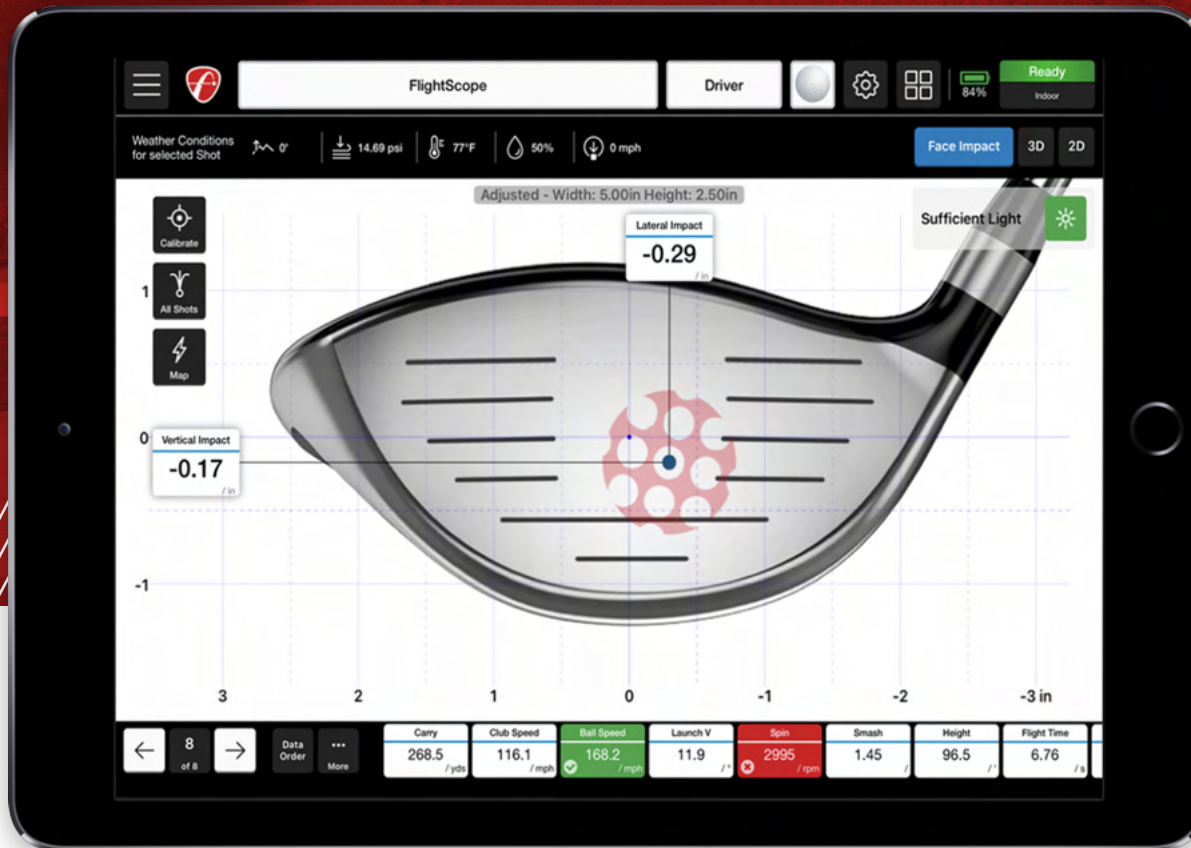 FlightScope
Driver
84%
Ready
Indoor
Weather Conditions
for selected Shot
0'
14.69 psi
77°F
50%
0 mph
Face Impact
3D
2D
Adjusted - Width: 5.00in Height: 2.50in
Sufficient Light
Calibrate
All Shots
Map
Lateral Impact
-0.29
/ in
Vertical Impact
-0.17
/ in
1
0
-1
3
2
1
0
-1
-2
-3 in
8
of 8
Data
Order
More
Carry
268.5
/ yds
Club Speed
116.1
/ mph
Ball Speed
168.2
/ mph
Launch V
11.9
/ °
Spin
2995
/ rpm
Smash
1.45
/
Height
96.5
/ '
Flight Time
6.76
/ s